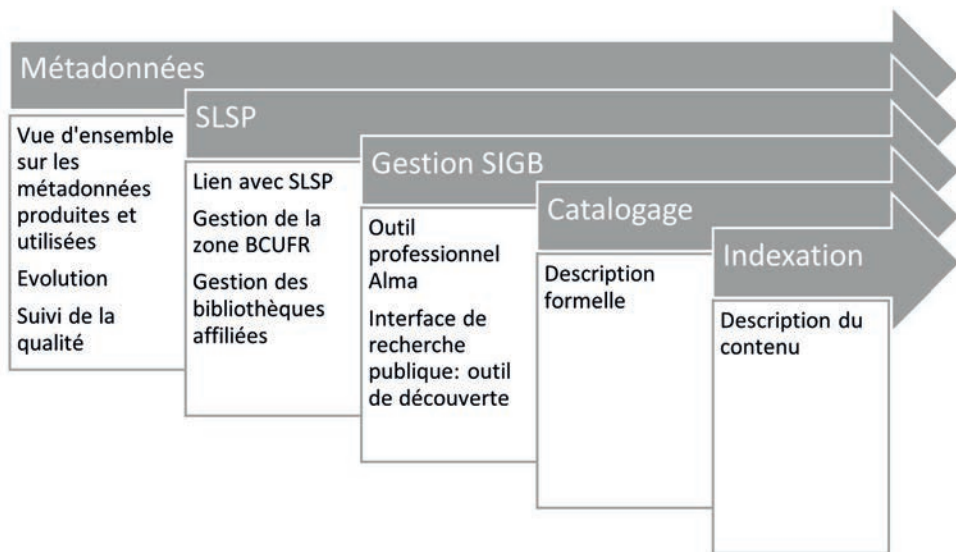 Métadonnées
Vue d'ensemble
sur les
métadonnées
produites et
utilisées
Evolution
Suivi de la
qualité
SLSP
Lien avec SLSP
Gestion de la
zone BCUFR
Gestion des
bibliothèques
affiliées
Gestion SIGB
Outil
professionnel
Alma
Interface de
recherche
publique: outil
de découverte
Catalogage
Description
formelle
Indexation
Description du
contenu